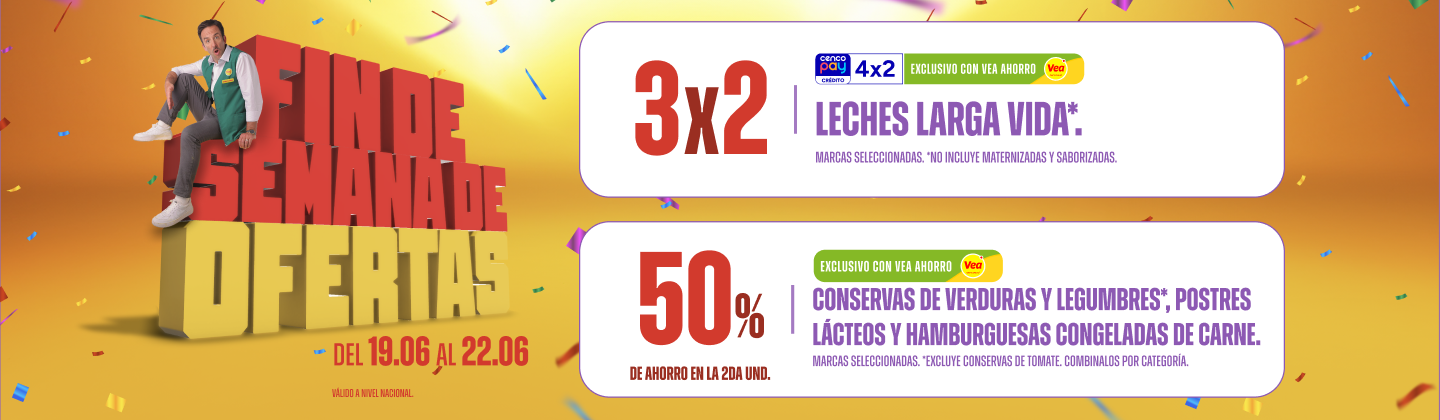 FIN DE
SEMANA DE
OFERTAS
DEL 19.06 AL 22.06
VÁLIDO A NIVEL NACIONAL.
3x2
cenco
pay
CRÉDITO
4x2
EXCLUSIVO CON VEA AHORRO
Vea
LECHES LARGA VIDA*.
MARCAS SELECCIONADAS. *NO INCLUYE MATERNIZADAS Y SABORIZADAS.
50%
DE AHORRO EN LA 2DA UND.
EXCLUSIVO CON VEA AHORRO
Vea
CONSERVAS DE VERDURAS Y LEGUMBRES*, POSTRES
LÁCTEOS Y HAMBURGUESAS CONGELADAS DE CARNE.
MARCAS SELECCIONADAS. *EXCLUYE CONSERVAS DE TOMATE. COMBINALOS POR CATEGORÍA.